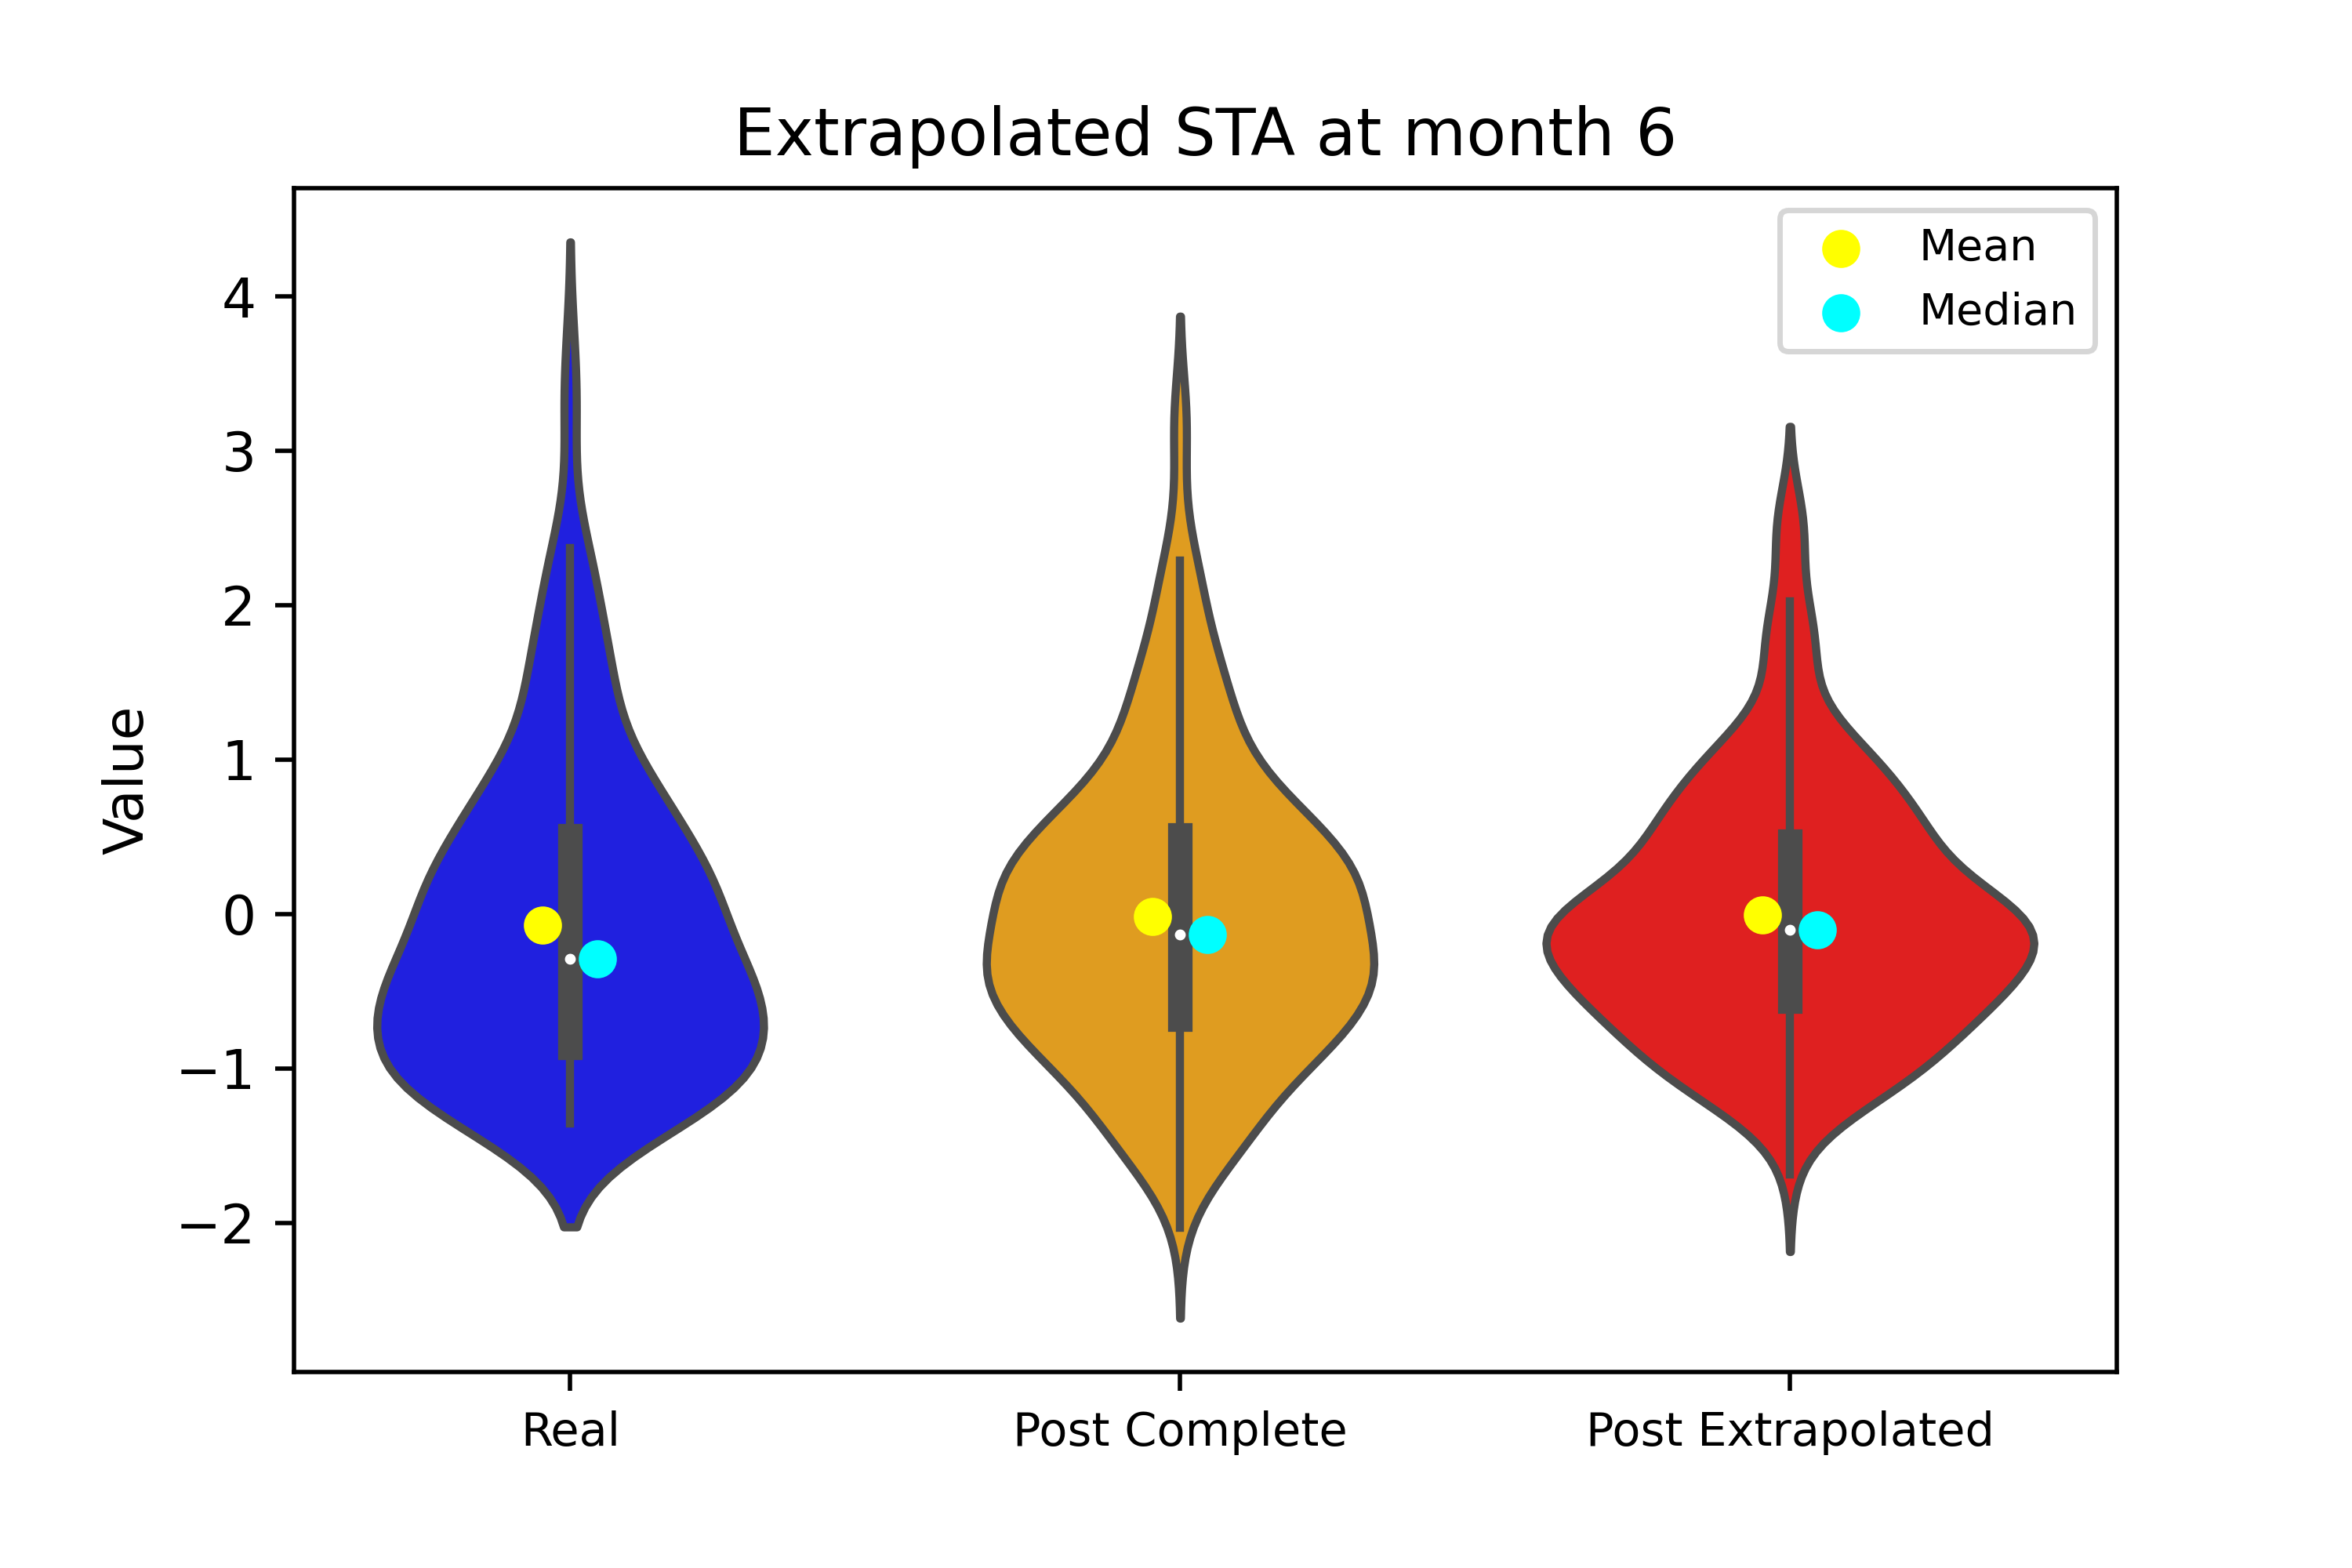 Extrapolated STA at month 6
Mean
Median
4
3
2
1
0
−1
−2
Value
Real
Post Complete
Post Extrapolated